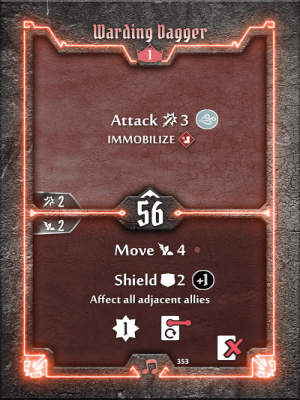 Warding Dagger
1
Attack 3
IMMOBILIZE
2
56
2
Move 4
Shield 2 +1
Affect all adjacent allies
1
353